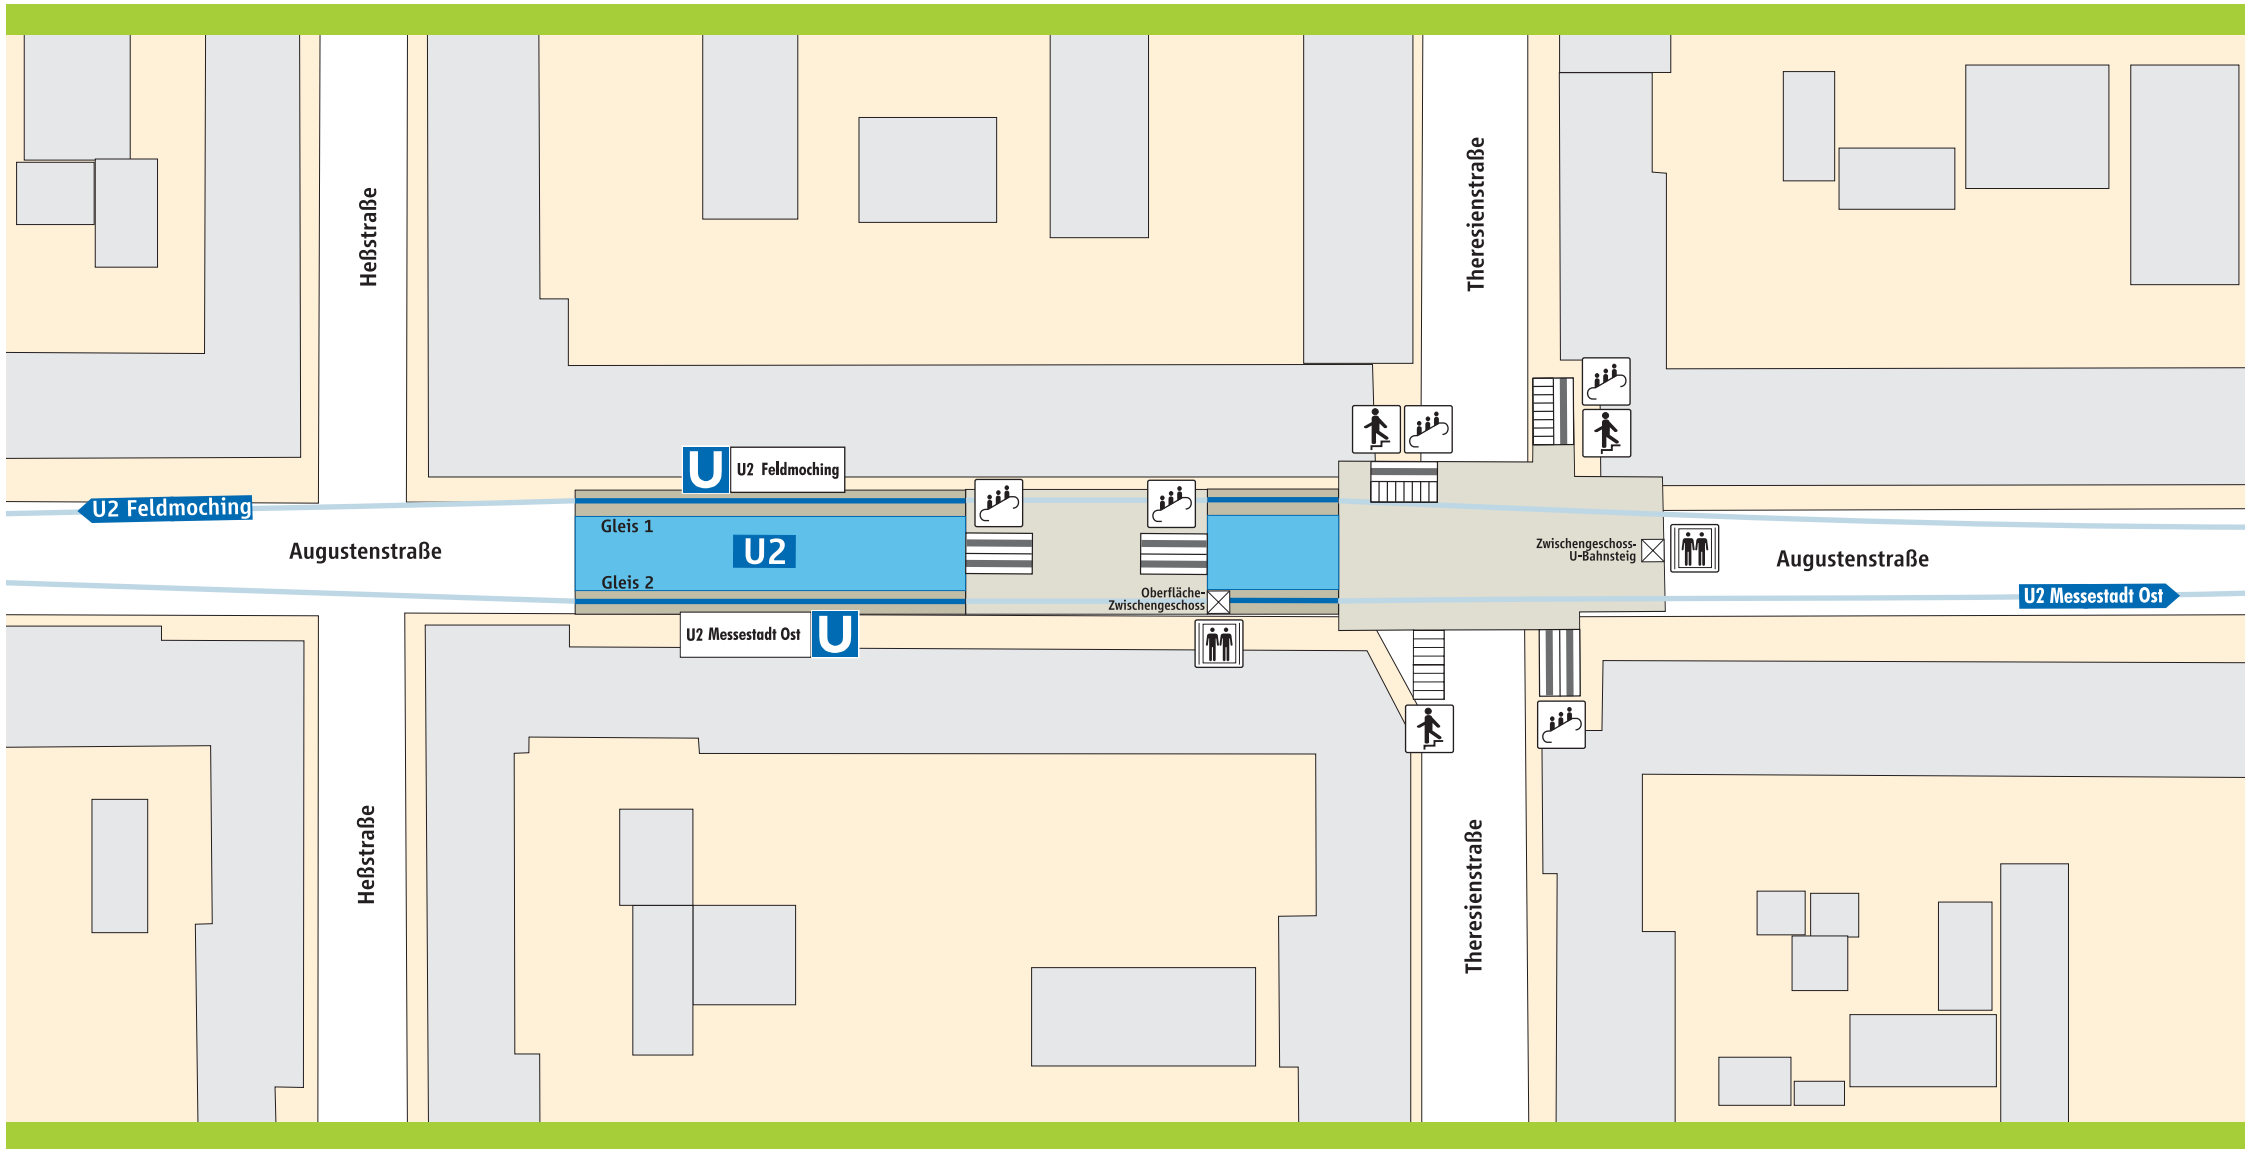 Heßstraße
Theresienstraße
U
U2 Feldmoching
U2 Feldmoching
Gleis 1
Augustenstraße
U2
Zwischengeschoss-
U-Bahnsteig
Augustenstraße
Gleis 2
Oberfläche-
Zwischengeschoss
U2 Messestadt Ost
U2 Messestadt Ost
U
Heßstraße
Theresienstraße